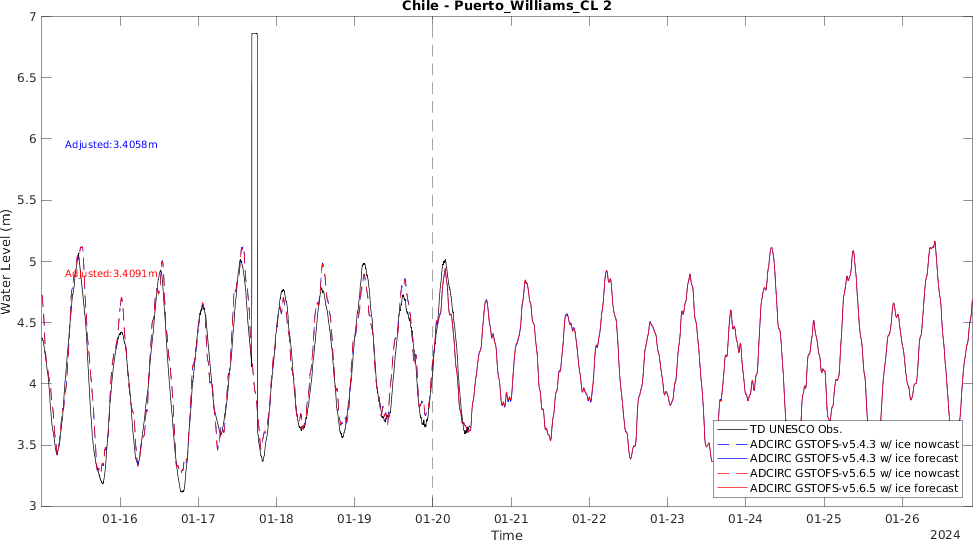 Chile - Puerto_Williams_CL 2
7
6.5
6
5.5
5
4.5
4
3.5
3
Water Level (m)
Adjusted:3.4058m
Adjusted:3.4091m
TD UNESCO Obs.
ADCIRC GSTOFS-v5.4.3 w/ ice nowcast
ADCIRC GSTOFS-v5.4.3 w/ ice forecast
ADCIRC GSTOFS-v5.6.5 w/ ice nowcast
ADCIRC GSTOFS-v5.6.5 w/ ice forecast
01-16 01-17 01-18 01-19 01-20 01-21 01-22 01-23 01-24 01-25 01-26
Time
2024